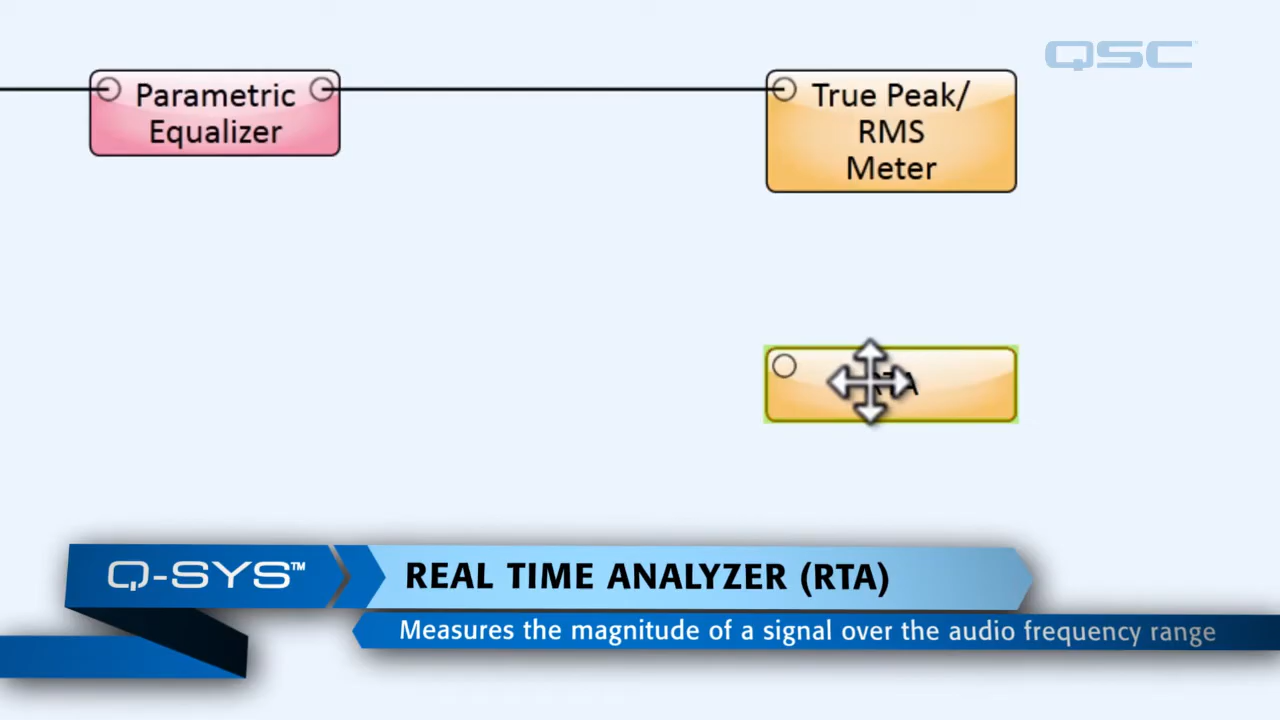 QSC
Parametric
Equalizer
True Peak/
RMS
Meter
RTA
Q-SYS™
REAL TIME ANALYZER (RTA)
Measures the magnitude of a signal over the audio frequency range